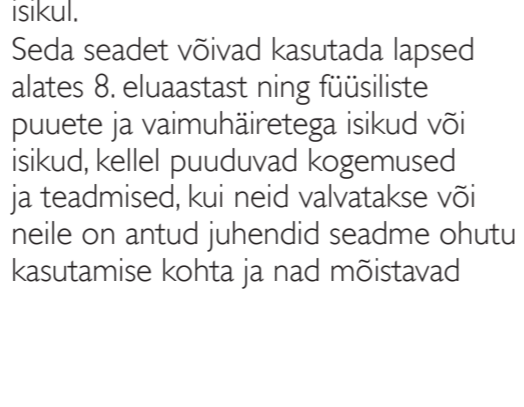 isikul.
Seda seadet võivad kasutada lapsed
alates 8. eluaastast ning füüsiliste
puuete ja vaimuhäiretega isikud või
isikud, kellel puuduvad kogemused
ja teadmised, kui neid valvatakse või
neile on antud juhendid seadme ohutu
kasutamise kohta ja nad mõistavad